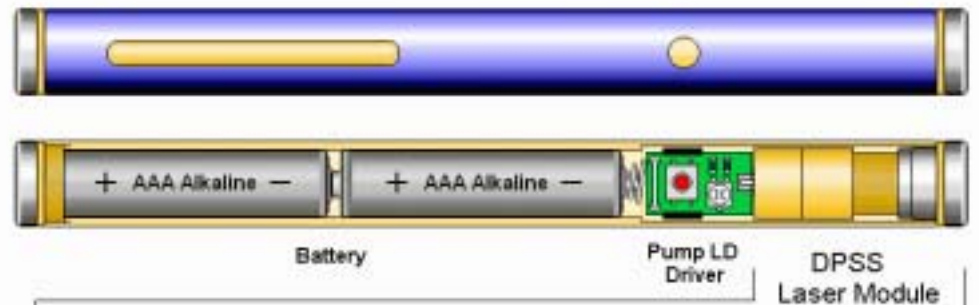 + AAA Alkaline − + AAA Alkaline −
Battery
Pump LD
Driver
DPSS
Laser Module